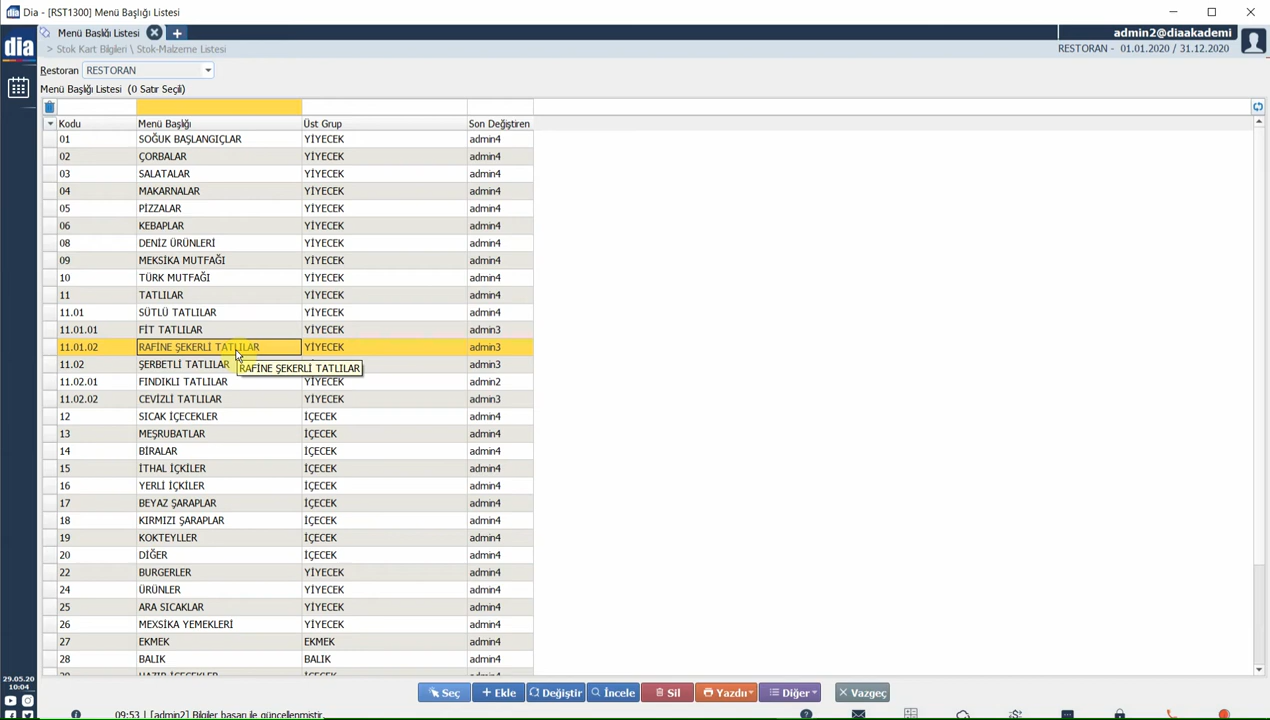 Dia - [RST1300] Menü Başlığı Listesi
dia
Menü Başlığı Listesi
admin2@diaakademi
> Stok Kart Bilgileri \ Stok-Malzeme Listesi
RESTORAN - 01.01.2020 / 31.12.2020
Restoran RESTORAN
Menü Başlığı Listesi (0 Satır Seçili)
Kodu Menü Başlığı Üst Grup Son Değiştiren
01 SOĞUK BAŞLANGIÇLAR YİYECEK admin4
02 ÇORBALAR YİYECEK admin4
03 SALATALAR YİYECEK admin4
04 MAKARNALAR YİYECEK admin4
05 PİZZALAR YİYECEK admin4
06 KEBAPLAR YİYECEK admin4
08 DENİZ ÜRÜNLERİ YİYECEK admin4
09 MEKSİKA MUTFAĞI YİYECEK admin4
10 TÜRK MUTFAĞI YİYECEK admin4
11 TATLILAR YİYECEK admin4
11.01 SÜTLÜ TATLILAR YİYECEK admin4
11.01.01 FİT TATLILAR YİYECEK admin3
11.01.02 RAFİNE ŞEKERLİ TATLILAR YİYECEK admin3
11.02 ŞERBETLİ TATLILAR admin3
RAFİNE ŞEKERLİ TATLILAR
11.02.01 FINDIKLI TATLILAR YİYECEK admin2
11.02.02 CEVİZLİ TATLILAR YİYECEK admin3
12 SICAK İÇECEKLER İÇECEK admin4
13 MEŞRUBATLAR İÇECEK admin4
14 BİRALAR İÇECEK admin4
15 İTHAL İÇKİLER İÇECEK admin4
16 YERLİ İÇKİLER İÇECEK admin4
17 BEYAZ ŞARAPLAR İÇECEK admin4
18 KIRMIZI ŞARAPLAR İÇECEK admin4
19 KOKTEYLLER İÇECEK admin4
20 DİĞER İÇECEK admin4
22 BURGERLER YİYECEK admin4
24 ÜRÜNLER YİYECEK admin4
25 ARA SICAKLAR YİYECEK admin4
26 MEXSİKA YEMEKLERİ YİYECEK admin4
27 EKMEK EKMEK admin4
28 BALIK BALIK admin4
29.05.20
10:04
Seç Ekle Değiştir İncele Sil Yazdır Diğer Vazgeç
09:53 | [admin2] Bilgiler başarı ile güncellenmiştir.